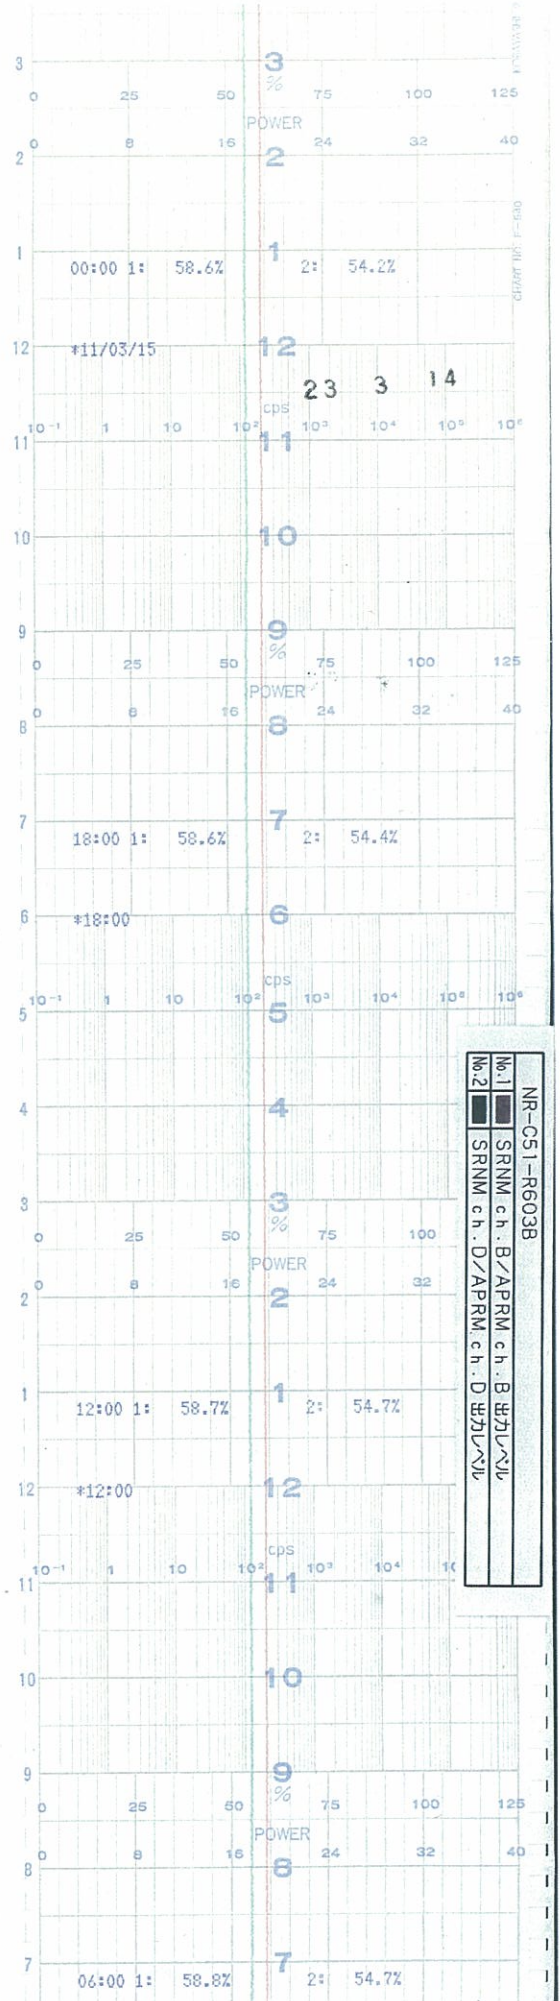 3 3
%
0 25 50 75 100 125
POWER
0 8 16 24 32 40
2 2
1 1
00:00 1: 58.6% 2: 54.2%
12 *11/03/15 12
23 3 14
cps
10⁻¹ 1 10 10² 10³ 10⁴ 10⁵ 10⁶
11 11
10 10
9 9
%
0 25 50 75 100 125
POWER
0 8 16 24 32 40
8 8
7 7
18:00 1: 58.6% 2: 54.4%
6 *18:00 6
cps
10⁻¹ 1 10 10² 10³ 10⁴ 10⁵ 10⁶
5 5
4 4
3 3
%
0 25 50 75 100
POWER
0 8 16 24 32
2 2
1 1
12:00 1: 58.7% 2: 54.7%
12 *12:00 12
cps
10⁻¹ 1 10 10² 10³ 10⁴
11 11
10 10
9 9
%
0 25 50 75 100 125
POWER
0 8 16 24 32 40
8 8
7 7
06:00 1: 58.8% 2: 54.7%
NR-C51-R603B
No.1 SRNM ch.B/APRM ch.B 出力レベル
No.2 SRNM ch.D/APRM ch.D 出力レベル